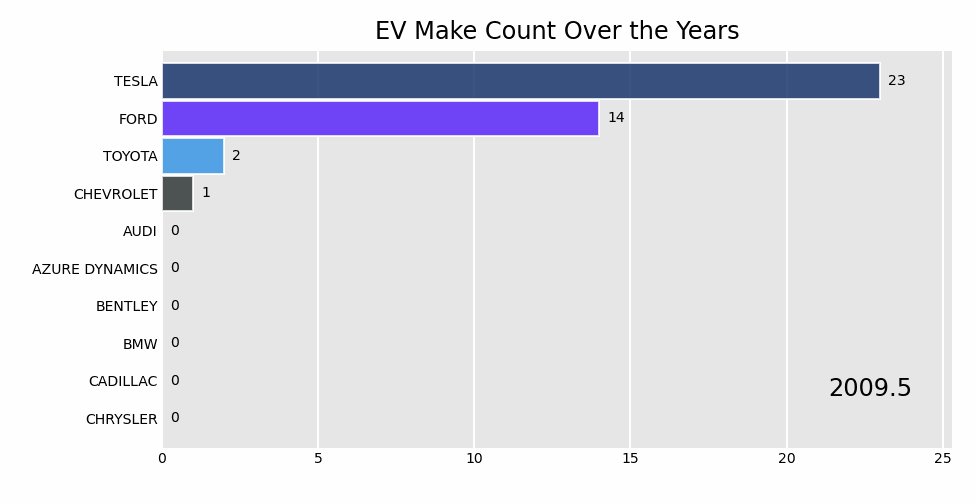 EV Make Count Over the Years
TESLA 23
FORD 14
TOYOTA 2
CHEVROLET 1
AUDI 0
AZURE DYNAMICS 0
BENTLEY 0
BMW 0
CADILLAC 0
2009.5
CHRYSLER 0
0 5 10 15 20 25